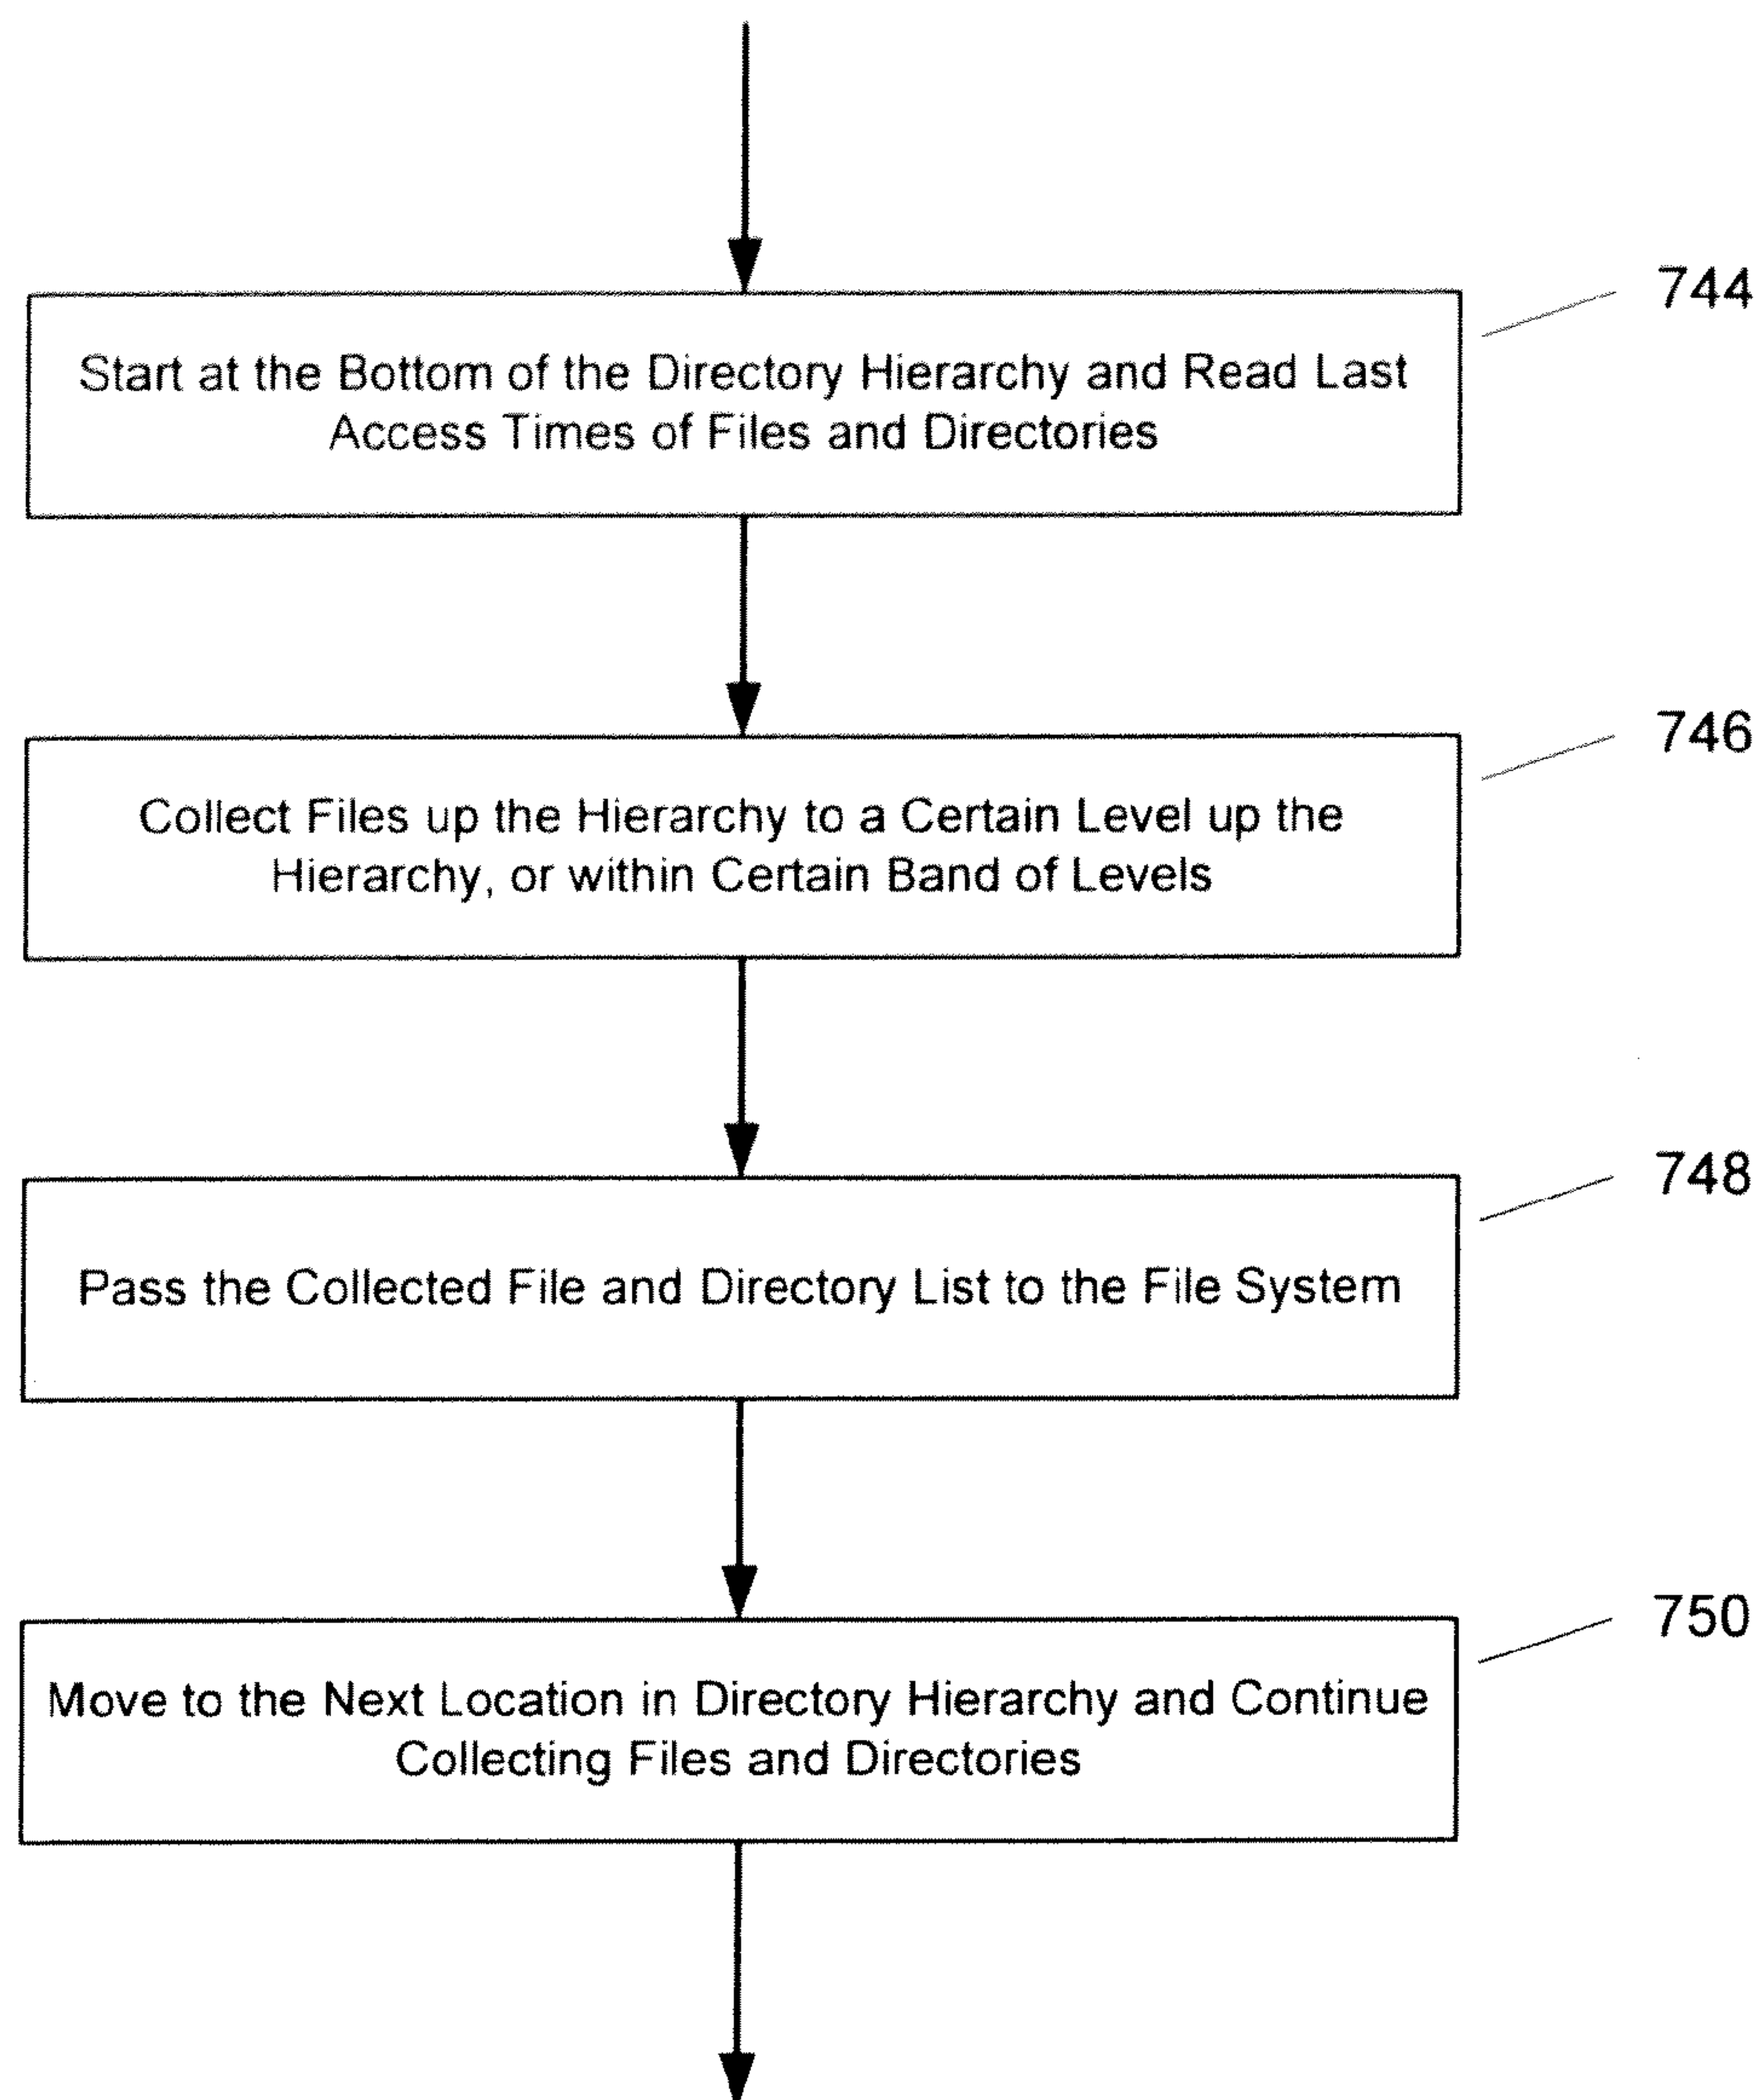 744
Start at the Bottom of the Directory Hierarchy and Read Last
Access Times of Files and Directories
746
Collect Files up the Hierarchy to a Certain Level up the
Hierarchy, or within Certain Band of Levels
748
Pass the Collected File and Directory List to the File System
750
Move to the Next Location in Directory Hierarchy and Continue
Collecting Files and Directories